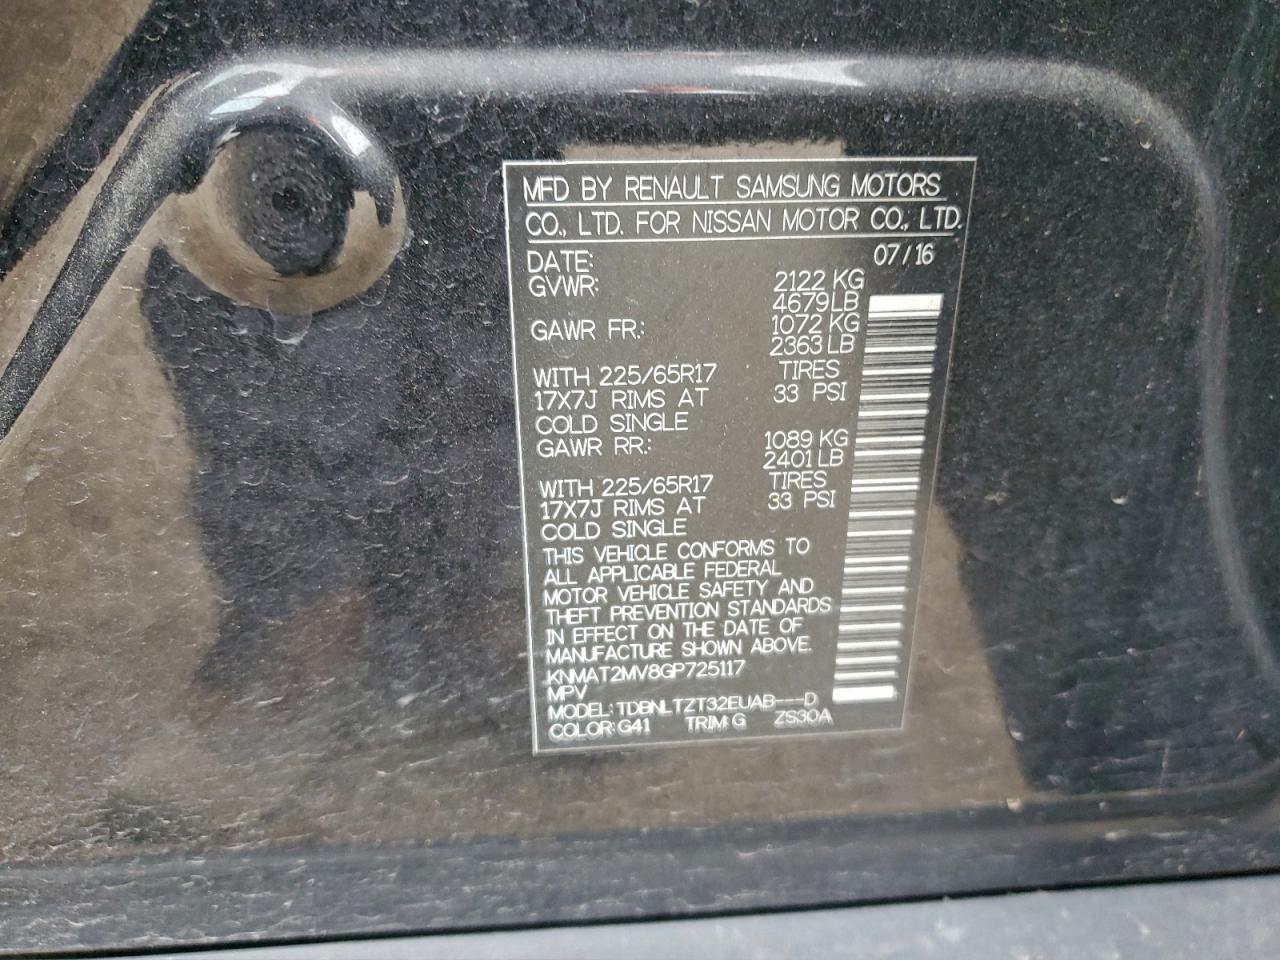 MFD BY RENAULT SAMSUNG MOTORS
CO., LTD. FOR NISSAN MOTOR CO., LTD.
DATE: 07/16
GVWR: 2122 KG
4679 LB
GAWR FR.: 1072 KG
2363 LB
WITH 225/65R17 TIRES
17X7J RIMS AT 33 PSI
COLD SINGLE
GAWR RR.: 1089 KG
2401 LB
WITH 225/65R17 TIRES
17X7J RIMS AT 33 PSI
COLD SINGLE
THIS VEHICLE CONFORMS TO
ALL APPLICABLE FEDERAL
MOTOR VEHICLE SAFETY AND
THEFT PREVENTION STANDARDS
IN EFFECT ON THE DATE OF
MANUFACTURE SHOWN ABOVE.
KNMAT2MV8GP725117
MPV
MODEL: TDBNLTZT32EUAB---D
COLOR: G41 TRIM: G ZS30A